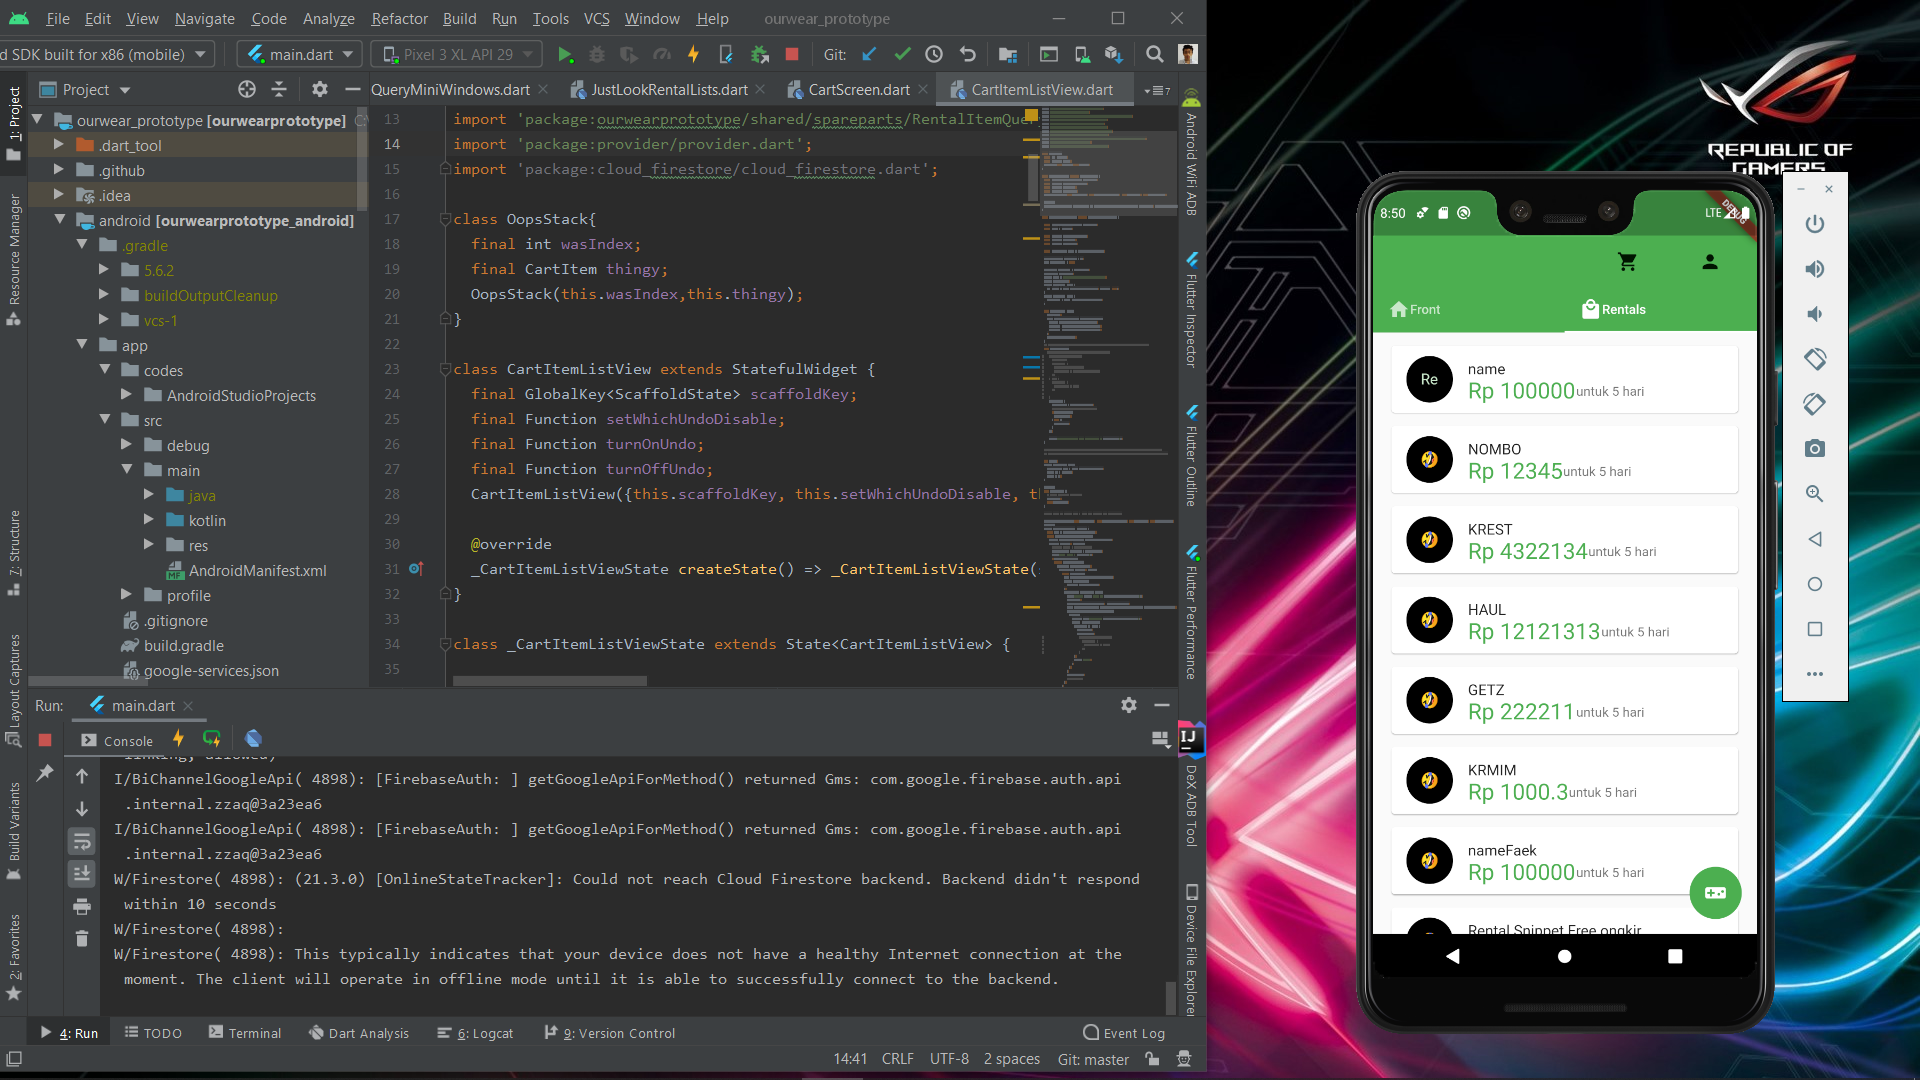 File Edit View Navigate Code Analyze Refactor Build Run Tools VCS Window Help ourwear_prototype
d SDK built for x86 (mobile) main.dart Pixel 3 XL API 29 Git:
Project QueryMiniWindows.dart JustLookRentalLists.dart CartScreen.dart CartItemListView.dart 7
1: Project
Resource Manager
7: Structure
Layout Captures
Build Variants
2: Favorites
ourwear_prototype [ourwearprototype]
.dart_tool
.github
.idea
android [ourwearprototype_android]
.gradle
5.6.2
buildOutputCleanup
vcs-1
app
codes
AndroidStudioProjects
src
debug
main
java
kotlin
res
AndroidManifest.xml
profile
.gitignore
build.gradle
google-services.json
13 import 'package:ourwearprototype/shared/spareparts/RentalItemQue
14 import 'package:provider/provider.dart';
15 import 'package:cloud_firestore/cloud_firestore.dart';
16
17 class OopsStack{
18 final int wasIndex;
19 final CartItem thingy;
20 OopsStack(this.wasIndex,this.thingy);
21 }
22
23 class CartItemListView extends StatefulWidget {
24 final GlobalKey<ScaffoldState> scaffoldKey;
25 final Function setWhichUndoDisable;
26 final Function turnOnUndo;
27 final Function turnOffUndo;
28 CartItemListView({this.scaffoldKey, this.setWhichUndoDisable, t
29
30 @override
31 _CartItemListViewState createState() => _CartItemListViewState(
32 }
33
34 class _CartItemListViewState extends State<CartItemListView> {
35
Android WiFi ADB
Flutter Inspector
Flutter Outline
Flutter Performance
DeX ADB Tool
Device File Explorer
Run: main.dart
Console
IJ
I/BiChannelGoogleApi( 4898): [FirebaseAuth: ] getGoogleApiForMethod() returned Gms: com.google.firebase.auth.api
.internal.zzaq@3a23ea6
I/BiChannelGoogleApi( 4898): [FirebaseAuth: ] getGoogleApiForMethod() returned Gms: com.google.firebase.auth.api
.internal.zzaq@3a23ea6
W/Firestore( 4898): (21.3.0) [OnlineStateTracker]: Could not reach Cloud Firestore backend. Backend didn't respond
within 10 seconds
W/Firestore( 4898):
W/Firestore( 4898): This typically indicates that your device does not have a healthy Internet connection at the
moment. The client will operate in offline mode until it is able to successfully connect to the backend.
4: Run TODO Terminal Dart Analysis 6: Logcat 9: Version Control Event Log
14:41 CRLF UTF-8 2 spaces Git: master
REPUBLIC OF
GAMERS
8:50 LTE
DEBUG
Front Rentals
Re
name
Rp 100000 untuk 5 hari
NOMBO
Rp 12345 untuk 5 hari
KREST
Rp 4322134 untuk 5 hari
HAUL
Rp 12121313 untuk 5 hari
GETZ
Rp 222211 untuk 5 hari
KRMIM
Rp 1000.3 untuk 5 hari
nameFaek
Rp 100000 untuk 5 hari
Rental Snippet Free ongkir